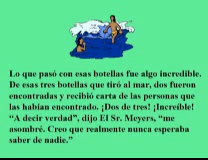 Lo que pasó con esas botellas fue algo increíble.
De esas tres botellas que tiró al mar, dos fueron
encontradas y recibió carta de las personas que
las habían encontrado. ¡Dos de tres! ¡Increíble!
“A decir verdad”, dijo El Sr. Meyers, “me
asombré. Creo que realmente nunca esperaba
saber de nadie.”